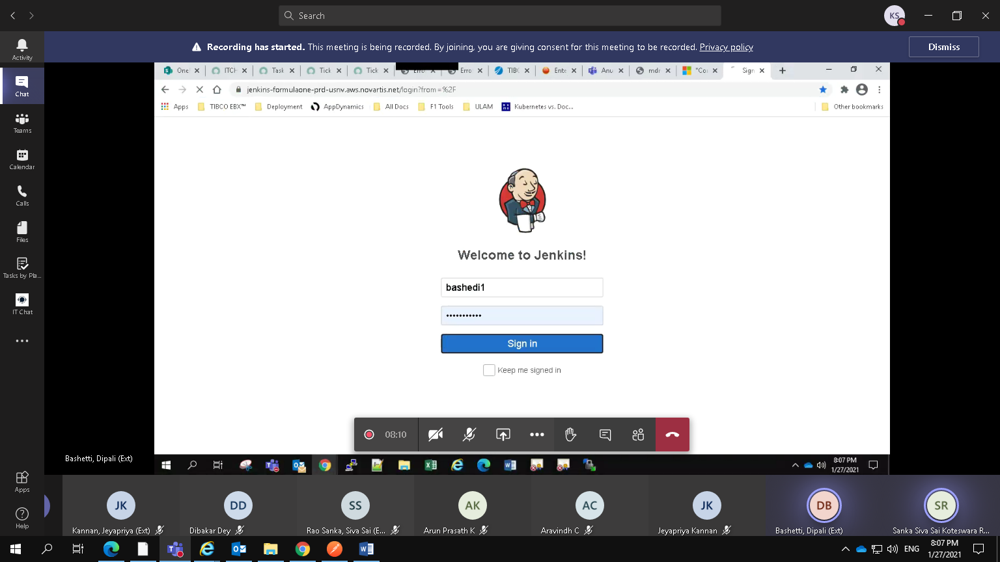 Search
KS
Recording has started. This meeting is being recorded. By joining, you are giving consent for this meeting to be recorded. Privacy policy
Dismiss
Activity
Chat
Teams
Calendar
Calls
Files
Tasks by Pla...
IT Chat
Apps
Help
One
ITCH
Task
Tick
Tick
Erro
Erro
TIBC
Ente
Anu
mdr
"Co
Sign
jenkins-formulaone-prd-usnv.aws.novartis.net/login?from=%2F
Apps
TIBCO EBX™
Deployment
AppDynamics
All Docs
F1 Tools
ULAM
Kubernetes vs. Doc...
Other bookmarks
Welcome to Jenkins!
bashedi1
Sign in
Keep me signed in
08:10
Bashetti, Dipali (Ext)
8:07 PM
1/27/2021
JK
DD
SS
AK
AC
JK
DB
SR
Kannan, Jeyapriya (Ext)
Dibakar Dey
Rao Sanka, Siva Sai (E...
Arun Prasath K
Aravindh C
Jeyapriya Kannan
Bashetti, Dipali (Ext)
Sanka Siva Sai Koteswara R...
ENG
8:07 PM
1/27/2021